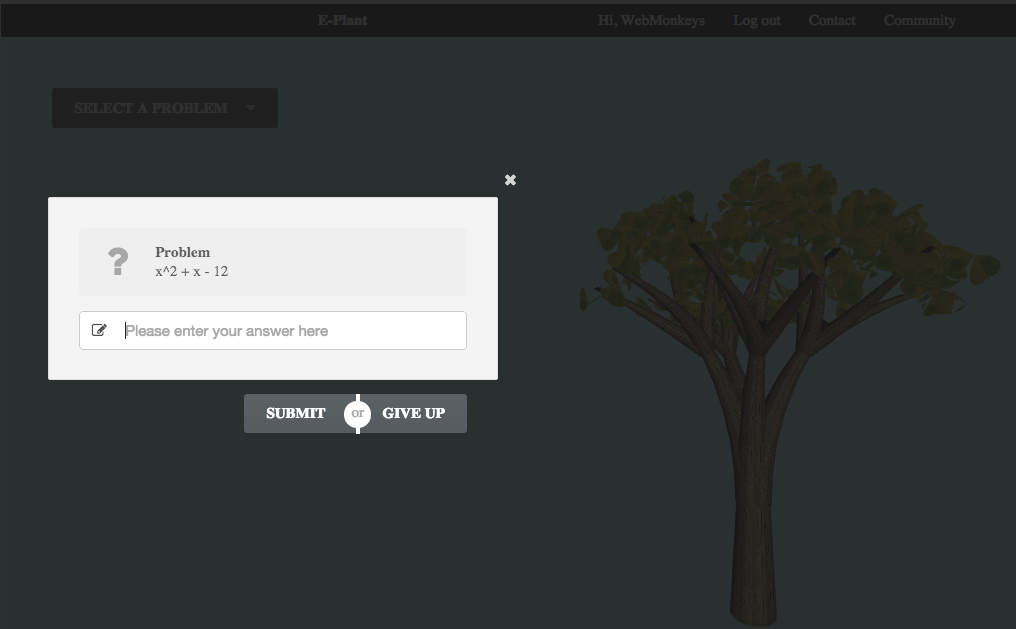 E-Plant
Hi, WebMonkeys Log out Contact Community
SELECT A PROBLEM
Problem
x^2 + x - 12
Please enter your answer here
SUBMIT or GIVE UP